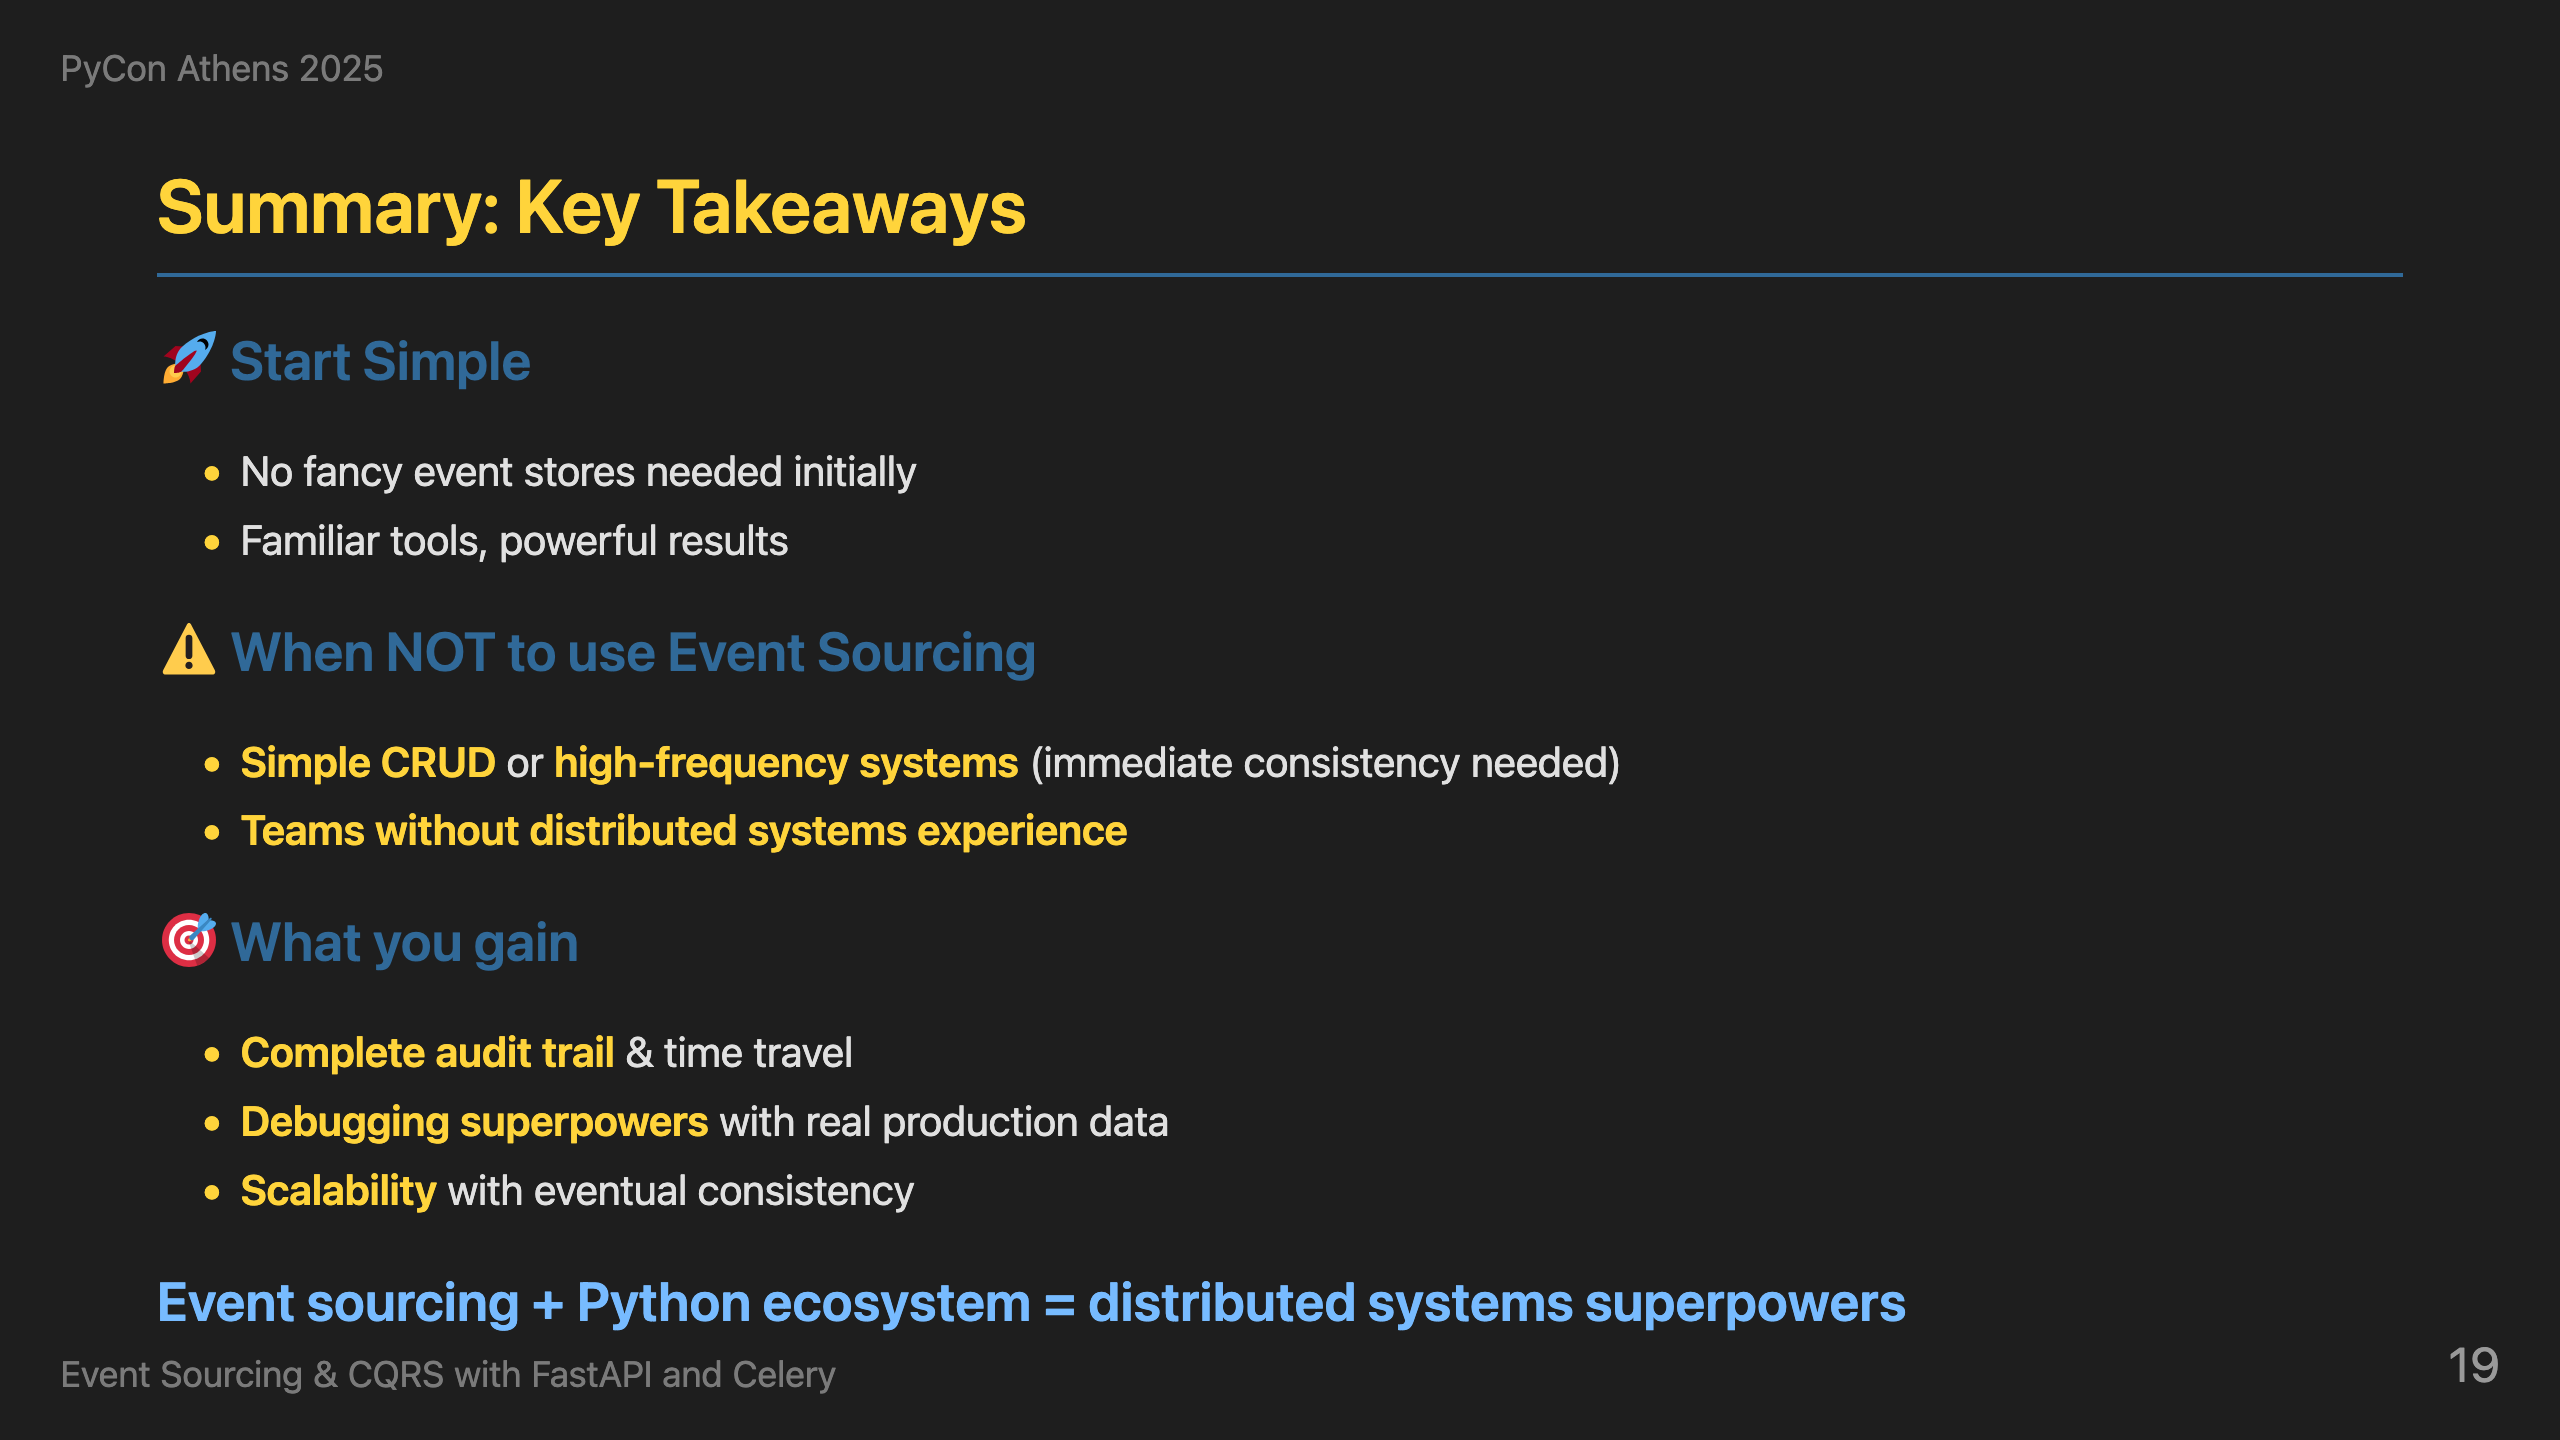 PyCon Athens 2025
Summary: Key Takeaways
🚀 Start Simple
• No fancy event stores needed initially
• Familiar tools, powerful results
⚠️ When NOT to use Event Sourcing
• Simple CRUD or high-frequency systems (immediate consistency needed)
• Teams without distributed systems experience
🎯 What you gain
• Complete audit trail & time travel
• Debugging superpowers with real production data
• Scalability with eventual consistency
Event sourcing + Python ecosystem = distributed systems superpowers
Event Sourcing & CQRS with FastAPI and Celery
19